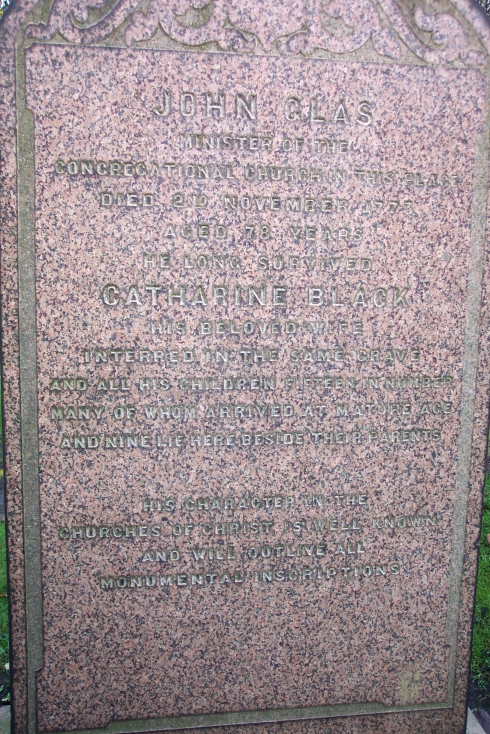 JOHN GLAS
MINISTER OF THE
CONGREGATIONAL CHURCH IN THIS PLACE
DIED 2ND NOVEMBER 1773
AGED 78 YEARS
HE LONG SURVIVED
CATHARINE BLACK
HIS BELOVED WIFE
INTERRED IN THE SAME GRAVE
AND ALL HIS CHILDREN FIFTEEN IN NUMBER
MANY OF WHOM ARRIVED AT MATURE AGE
AND NINE LIE HERE BESIDE THEIR PARENTS
HIS CHARACTER IN THE
CHURCHES OF CHRIST IS WELL KNOWN
AND WILL OUTLIVE ALL
MONUMENTAL INSCRIPTIONS